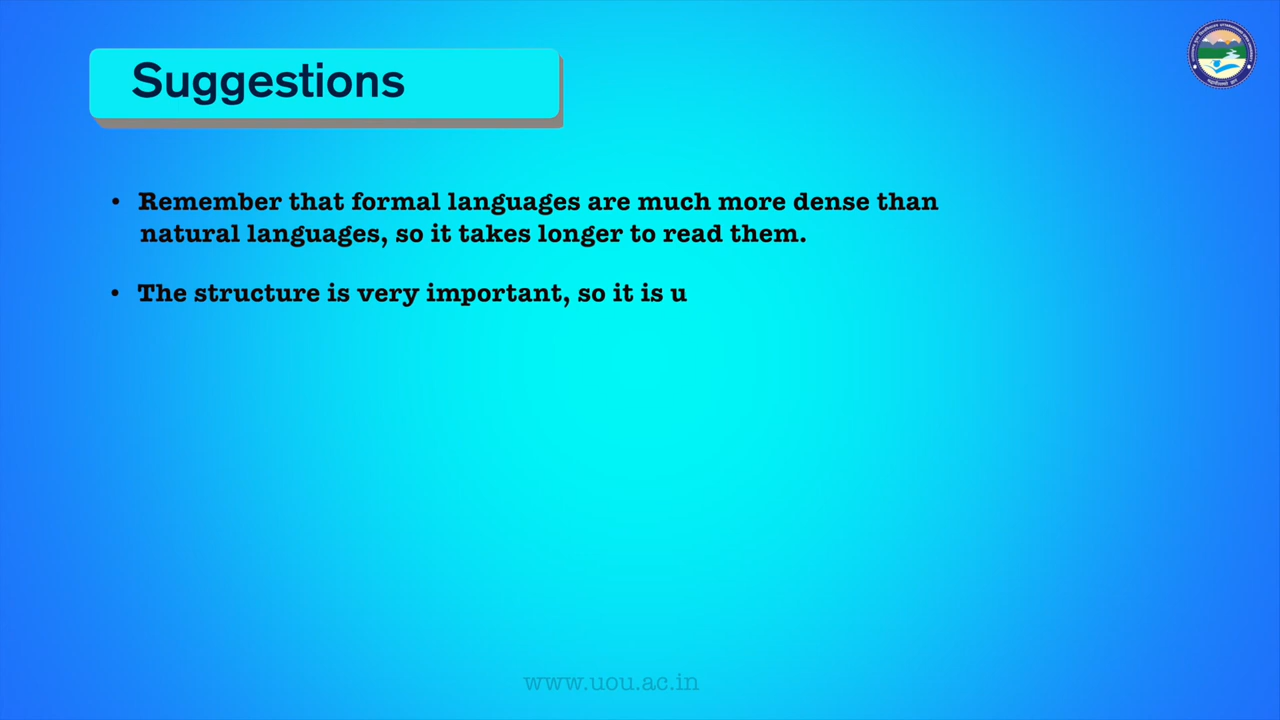 Suggestions
• Remember that formal languages are much more dense than
natural languages, so it takes longer to read them.
• The structure is very important, so it is u
www.uou.ac.in